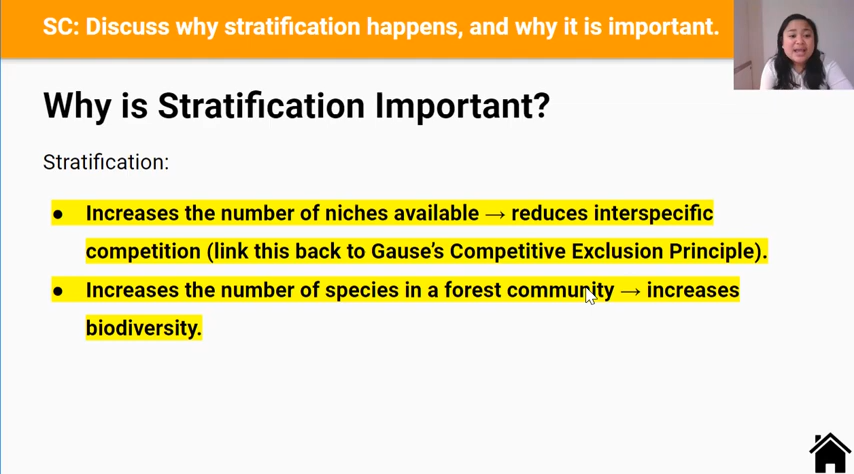 SC: Discuss why stratification happens, and why it is important.
Why is Stratification Important?
Stratification:
● Increases the number of niches available → reduces interspecific
competition (link this back to Gause's Competitive Exclusion Principle).
● Increases the number of species in a forest community → increases
biodiversity.